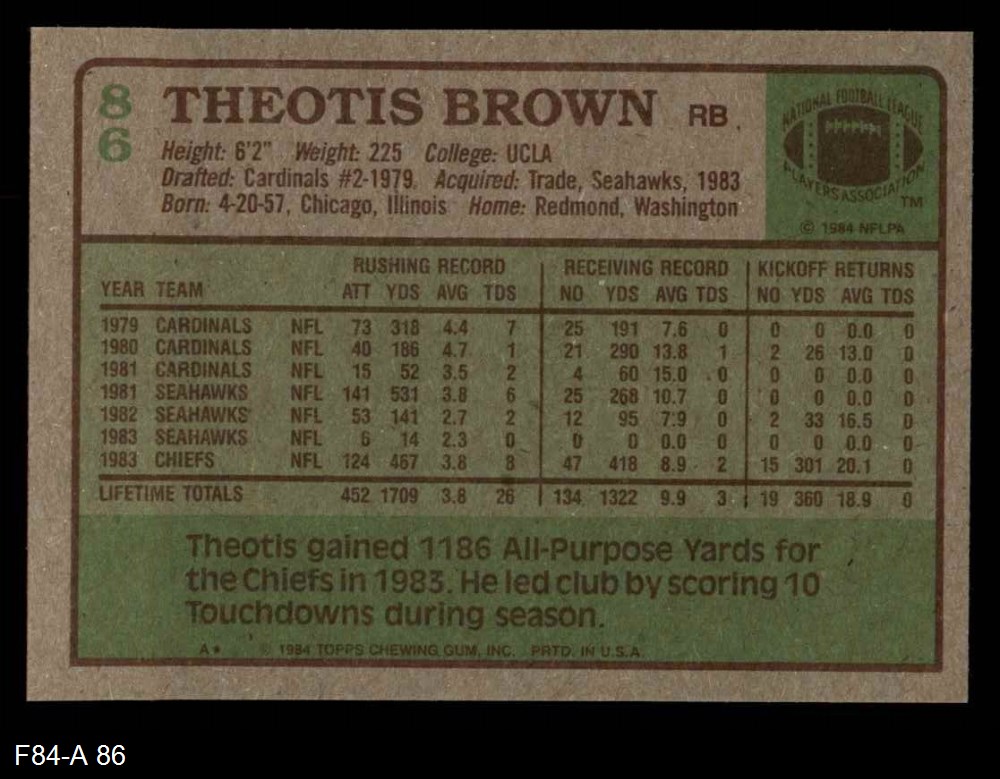 86 THEOTIS BROWN RB
Height: 6'2" Weight: 225 College: UCLA
Drafted: Cardinals #2-1979. Acquired: Trade, Seahawks, 1983
Born: 4-20-57, Chicago, Illinois Home: Redmond, Washington
NATIONAL FOOTBALL LEAGUE
PLAYERS ASSOCIATION
TM
© 1984 NFLPA
RUSHING RECORD RECEIVING RECORD KICKOFF RETURNS
YEAR TEAM ATT YDS AVG TDS NO YDS AVG TDS NO YDS AVG TDS
1979 CARDINALS NFL 73 318 4.4 7 25 191 7.6 0 0 0 0.0 0
1980 CARDINALS NFL 40 186 4.7 1 21 290 13.8 1 2 26 13.0 0
1981 CARDINALS NFL 15 52 3.5 2 4 60 15.0 0 0 0 0.0 0
1981 SEAHAWKS NFL 141 531 3.8 6 25 268 10.7 0 0 0 0.0 0
1982 SEAHAWKS NFL 53 141 2.7 2 12 95 7.9 0 2 33 16.5 0
1983 SEAHAWKS NFL 6 14 2.3 0 0 0 0.0 0 0 0 0.0 0
1983 CHIEFS NFL 124 467 3.8 8 47 418 8.9 2 15 301 20.1 0
LIFETIME TOTALS 452 1709 3.8 26 134 1322 9.9 3 19 360 18.9 0
Theotis gained 1186 All-Purpose Yards for
the Chiefs in 1983. He led club by scoring 10
Touchdowns during season.
A* © 1984 TOPPS CHEWING GUM, INC. PRTD. IN U.S.A.
F84-A 86